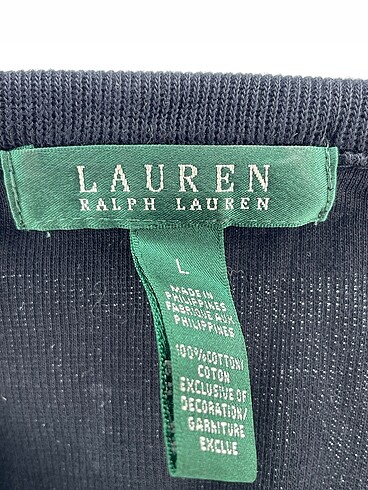 LAUREN
RALPH LAUREN
L
MADE IN
PHILIPPINES
FABRIQUE AUX
PHILIPPINES
100%COTTON/
COTON
EXCLUSIVE OF
DECORATION/
GARNITURE
EXCLUE